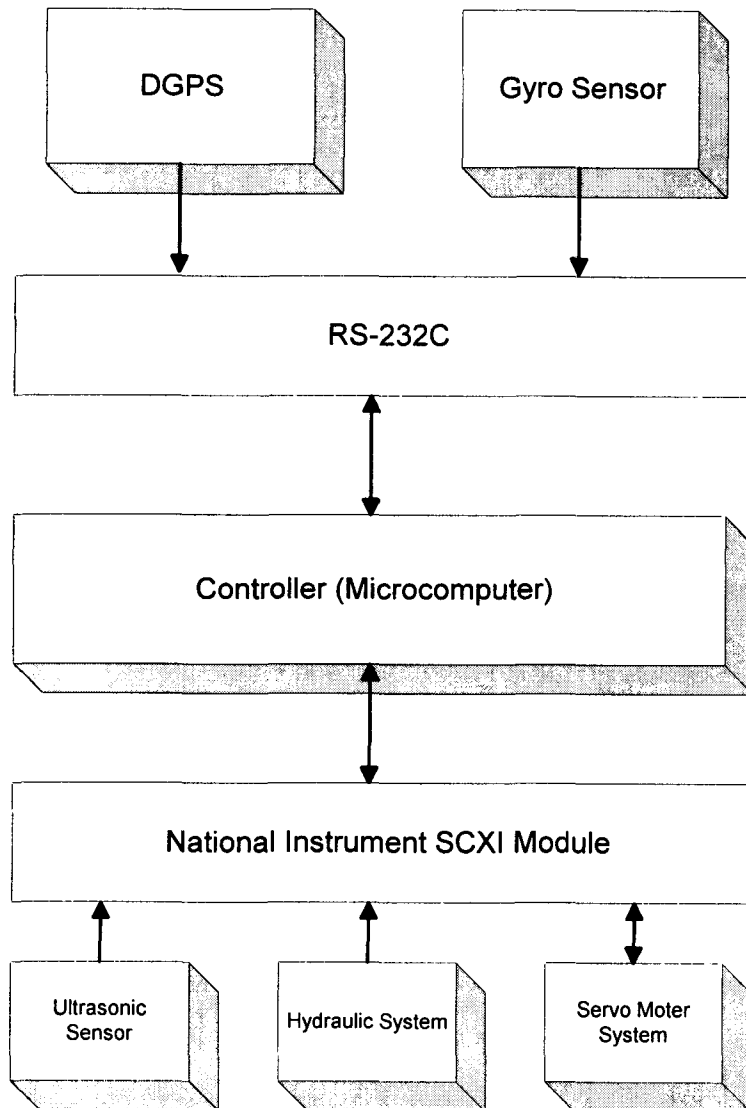 DGPS
Gyro Sensor
RS-232C
Controller (Microcomputer)
National Instrument SCXI Module
Ultrasonic
Sensor
Hydraulic System
Servo Moter
System